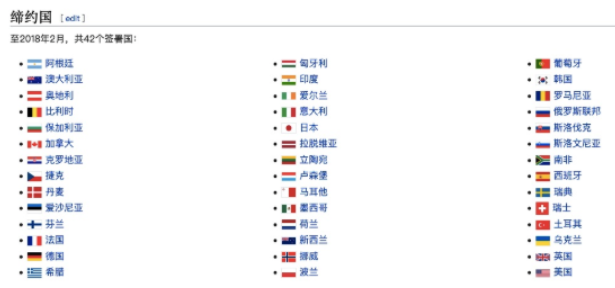 缔约国 [edit]
至2018年2月，共42个签署国：
阿根廷
澳大利亚
奥地利
比利时
保加利亚
加拿大
克罗地亚
捷克
丹麦
爱沙尼亚
芬兰
法国
德国
希腊
匈牙利
印度
爱尔兰
意大利
日本
拉脱维亚
立陶宛
卢森堡
马耳他
墨西哥
荷兰
新西兰
挪威
波兰
葡萄牙
韩国
罗马尼亚
俄罗斯联邦
斯洛伐克
斯洛文尼亚
南非
西班牙
瑞典
瑞士
土耳其
乌克兰
英国
美国